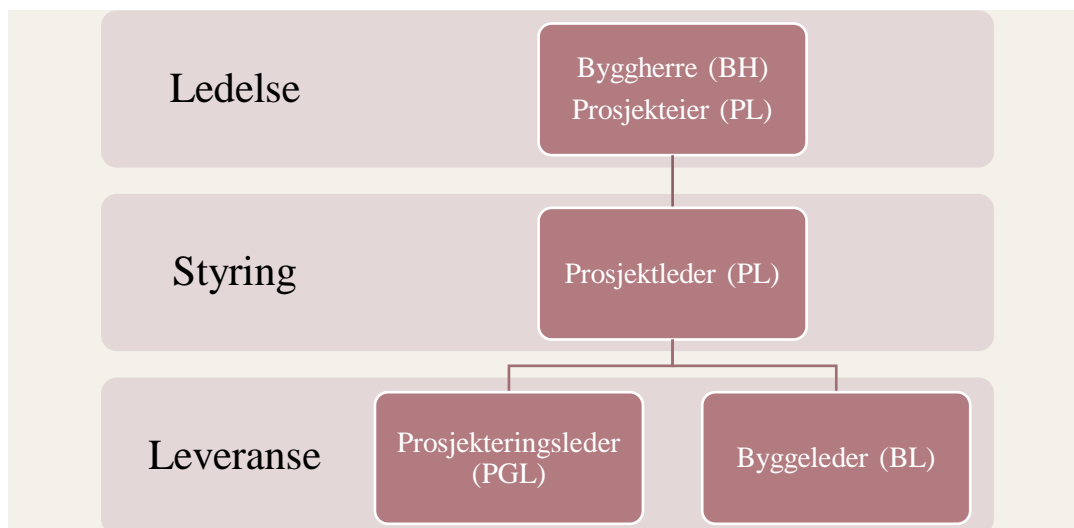 Ledelse
Byggherre (BH)
Prosjekteier (PL)
Styring
Prosjektleder (PL)
Leveranse
Prosjekteringsleder
(PGL)
Byggeleder (BL)